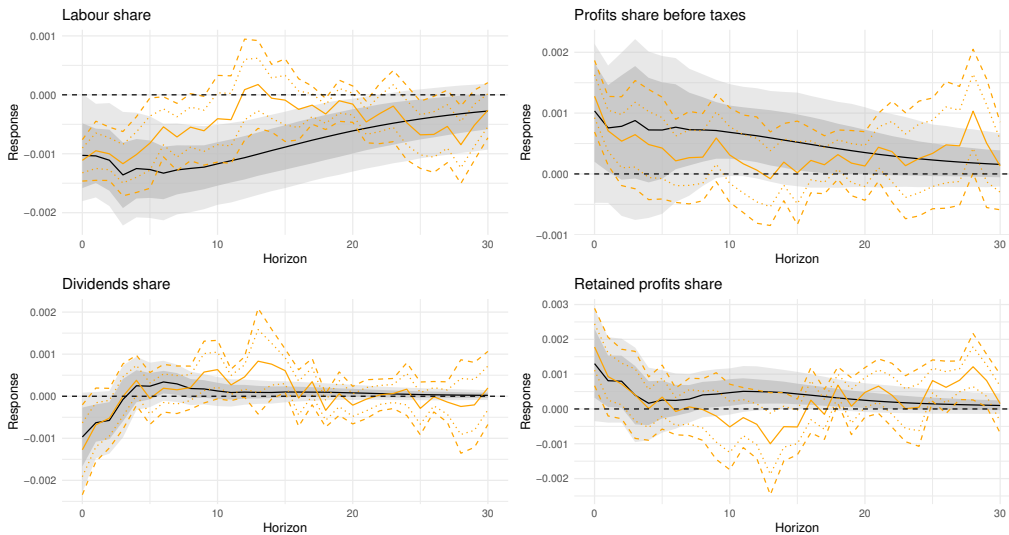 Labour share
0.001
0.000
−0.001
−0.002
Response
0
10
20
30
Horizon
Profits share before taxes
0.002
0.001
0.000
−0.001
Response
0
10
20
30
Horizon
Dividends share
0.002
0.001
0.000
−0.001
−0.002
Response
0
10
20
30
Horizon
Retained profits share
0.003
0.002
0.001
0.000
−0.001
−0.002
Response
0
10
20
30
Horizon